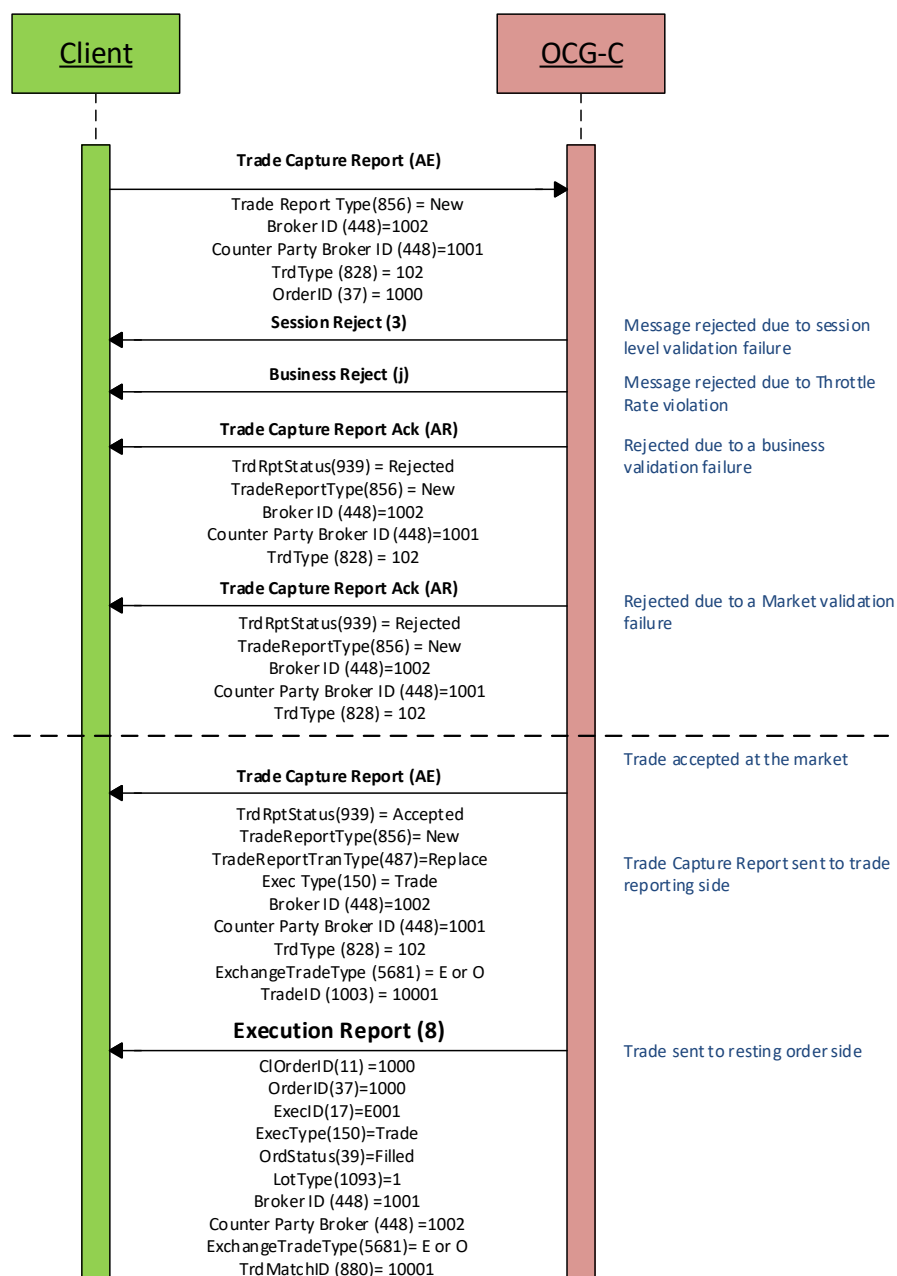 Client
OCG-C
Trade Capture Report (AE)
Trade Report Type(856) = New
Broker ID (448)=1002
Counter Party Broker ID (448)=1001
TrdType (828) = 102
OrderID (37) = 1000
Session Reject (3)
Message rejected due to session
level validation failure
Business Reject (j)
Message rejected due to Throttle
Rate violation
Trade Capture Report Ack (AR)
Rejected due to a business
validation failure
TrdRptStatus(939) = Rejected
TradeReportType(856) = New
Broker ID (448)=1002
Counter Party Broker ID (448)=1001
TrdType (828) = 102
Trade Capture Report Ack (AR)
Rejected due to a Market validation
failure
TrdRptStatus(939) = Rejected
TradeReportType(856) = New
Broker ID (448)=1002
Counter Party Broker ID (448)=1001
TrdType (828) = 102
Trade accepted at the market
Trade Capture Report (AE)
TrdRptStatus(939) = Accepted
TradeReportType(856)= New
TradeReportTranType(487)=Replace
Exec Type(150) = Trade
Broker ID (448)=1002
Counter Party Broker ID (448)=1001
TrdType (828) = 102
ExchangeTradeType (5681) = E or O
TradeID (1003) = 10001
Trade Capture Report sent to trade
reporting side
Execution Report (8)
Trade sent to resting order side
ClOrderID(11) =1000
OrderID(37)=1000
ExecID(17)=E001
ExecType(150)=Trade
OrdStatus(39)=Filled
LotType(1093)=1
Broker ID (448) =1001
Counter Party Broker (448) =1002
ExchangeTradeType(5681)= E or O
TrdMatchID (880)= 10001